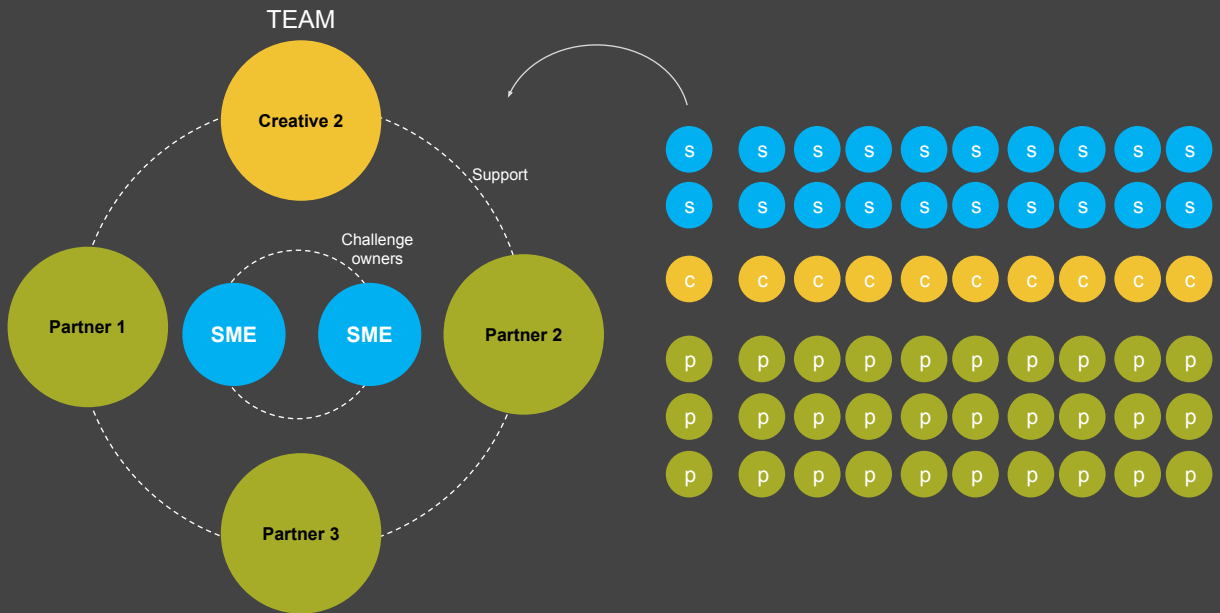 TEAM
Creative 2
Support
Challenge
owners
Partner 1
SME
SME
Partner 2
Partner 3
s s s s s s s s s s
s s s s s s s s s s
c c c c c c c c c c
p p p p p p p p p p
p p p p p p p p p p
p p p p p p p p p p